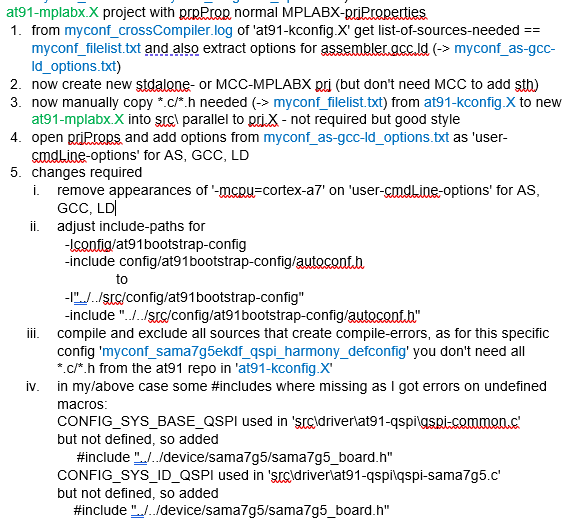 at91-mplabx.X project with prpProp normal MPLABX-prjProperties
1. from myconf_crossCompiler.log of 'at91-kconfig.X' get list-of-sources-needed ==
myconf_filelist.txt and also extract options for assembler,gcc,ld (-> myconf_as-gcc-
ld_options.txt)
2. now create new stdalone- or MCC-MPLABX prj (but don't need MCC to add sth)
3. now manually copy *.c/*.h needed (-> myconf_filelist.txt) from at91-kconfig.X to new
at91-mplabx.X into src\ parallel to prj.X - not required but good style
4. open prjProps and add options from myconf_as-gcc-ld_options.txt as 'user-
cmdLine-options' for AS, GCC, LD
5. changes required
i. remove appearances of '-mcpu=cortex-a7' on 'user-cmdLine-options' for AS,
GCC, LD
ii. adjust include-paths for
-Iconfig/at91bootstrap-config
-include config/at91bootstrap-config/autoconf.h
to
-I"../../src/config/at91bootstrap-config"
-include "../../src/config/at91bootstrap-config/autoconf.h"
iii. compile and exclude all sources that create compile-errors, as for this specific
config 'myconf_sama7g5ekdf_qspi_harmony_defconfig' you don't need all
*.c/*.h from the at91 repo in 'at91-kconfig.X'
iv. in my/above case some #includes where missing as I got errors on undefined
macros:
CONFIG_SYS_BASE_QSPI used in 'src\driver\at91-qspi\qspi-common.c'
but not defined, so added
#include "../../device/sama7g5/sama7g5_board.h"
CONFIG_SYS_ID_QSPI used in 'src\driver\at91-qspi\qspi-sama7g5.c'
but not defined, so added
#include "../../device/sama7g5/sama7g5_board.h"